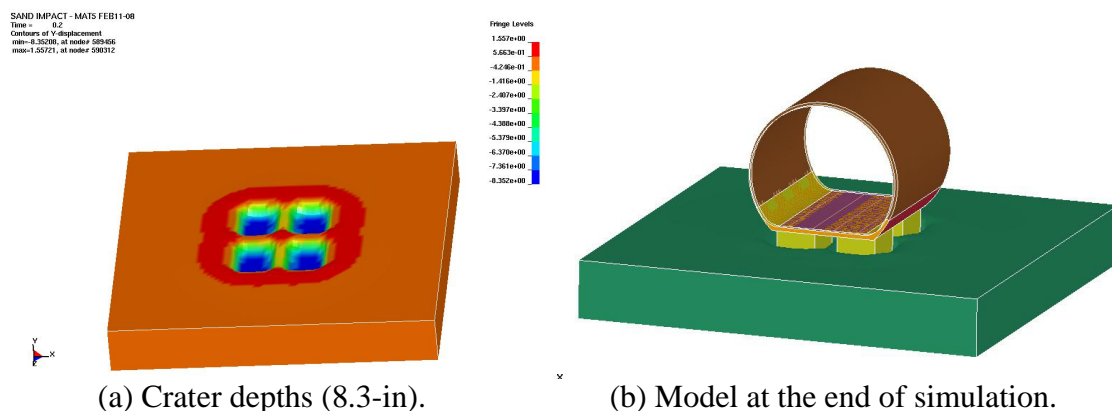 SAND IMPACT - MAT5 FEB11-08
Time = 0.2
Contours of Y-displacement
min=-8.35208, at node# 589456
max=1.55721, at node# 590312
Fringe Levels
1.557e+00
5.663e-01
-4.246e-01
-1.416e+00
-2.407e+00
-3.397e+00
-4.388e+00
-5.379e+00
-6.370e+00
-7.361e+00
-8.352e+00
Y
X
Z
X
(a) Crater depths (8.3-in).
(b) Model at the end of simulation.